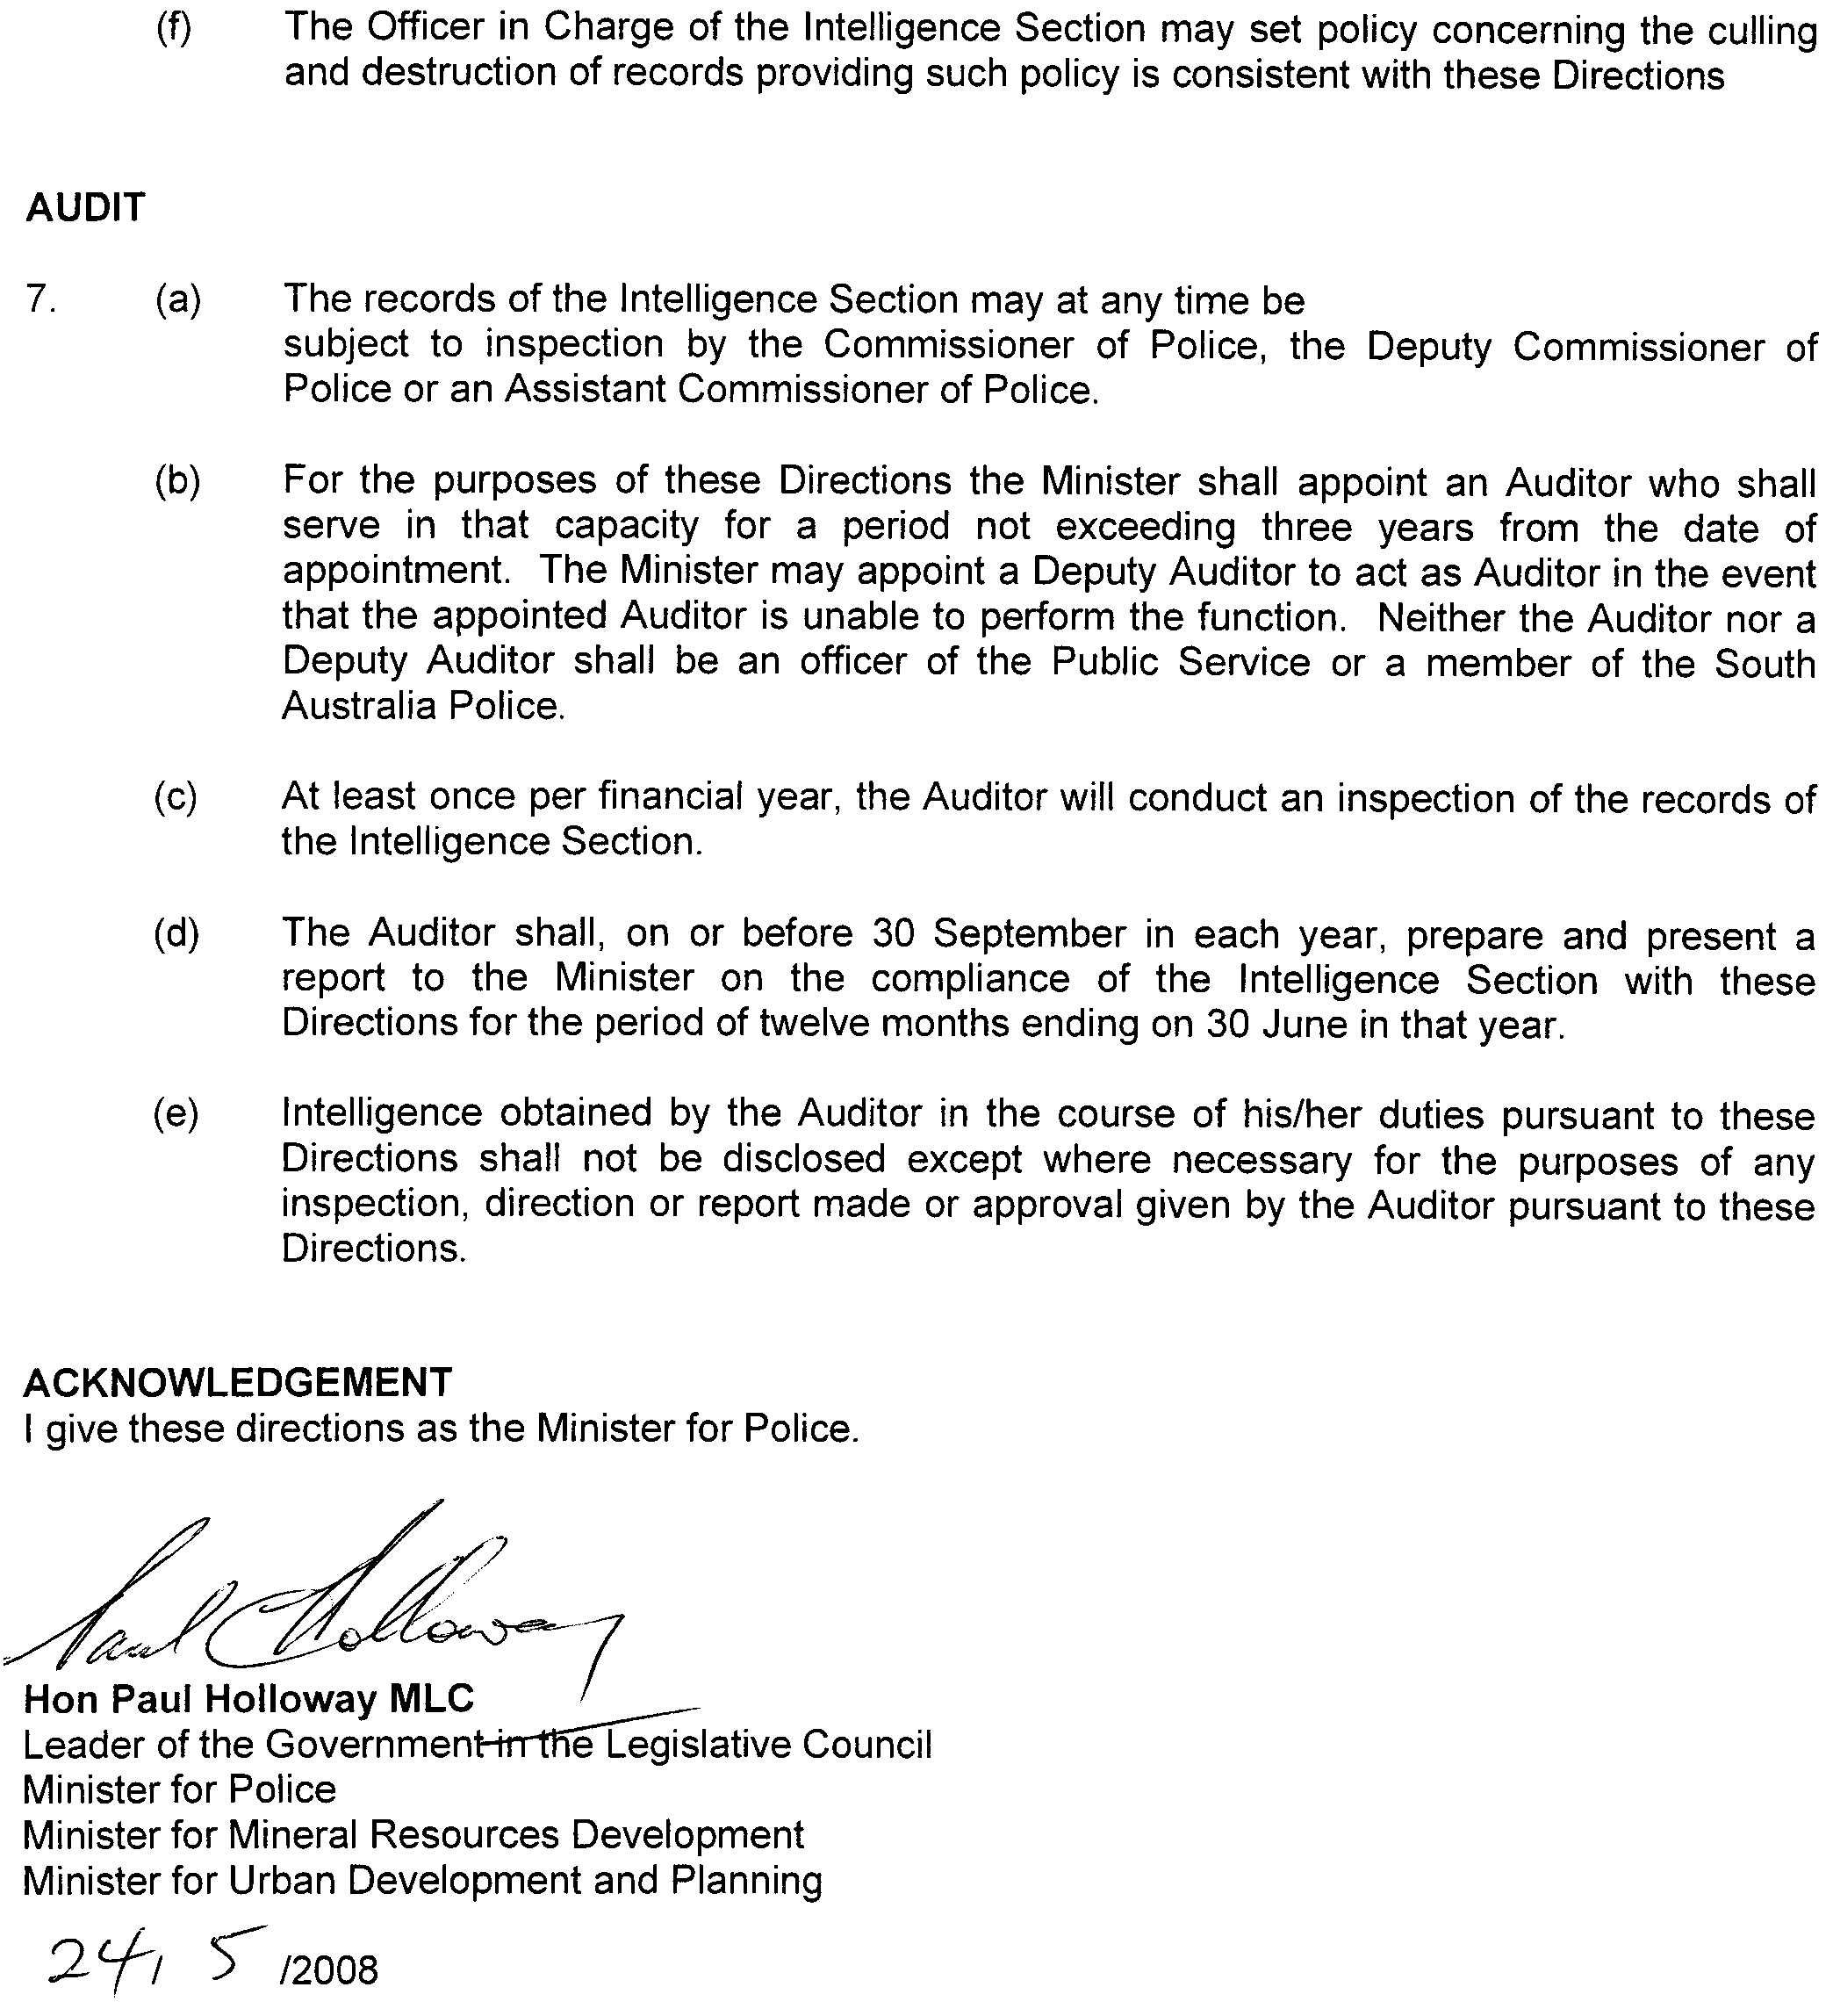 (f) The Officer in Charge of the Intelligence Section may set policy concerning the culling
and destruction of records providing such policy is consistent with these Directions
AUDIT
7. (a) The records of the Intelligence Section may at any time be
subject to inspection by the Commissioner of Police, the Deputy Commissioner of
Police or an Assistant Commissioner of Police.
(b) For the purposes of these Directions the Minister shall appoint an Auditor who shall
serve in that capacity for a period not exceeding three years from the date of
appointment. The Minister may appoint a Deputy Auditor to act as Auditor in the event
that the appointed Auditor is unable to perform the function. Neither the Auditor nor a
Deputy Auditor shall be an officer of the Public Service or a member of the South
Australia Police.
(c) At least once per financial year, the Auditor will conduct an inspection of the records of
the Intelligence Section.
(d) The Auditor shall, on or before 30 September in each year, prepare and present a
report to the Minister on the compliance of the Intelligence Section with these
Directions for the period of twelve months ending on 30 June in that year.
(e) Intelligence obtained by the Auditor in the course of his/her duties pursuant to these
Directions shall not be disclosed except where necessary for the purposes of any
inspection, direction or report made or approval given by the Auditor pursuant to these
Directions.
ACKNOWLEDGEMENT
I give these directions as the Minister for Police.
Paul Holloway
Hon Paul Holloway MLC
Leader of the Government in the Legislative Council
Minister for Police
Minister for Mineral Resources Development
Minister for Urban Development and Planning
24/ 5 /2008